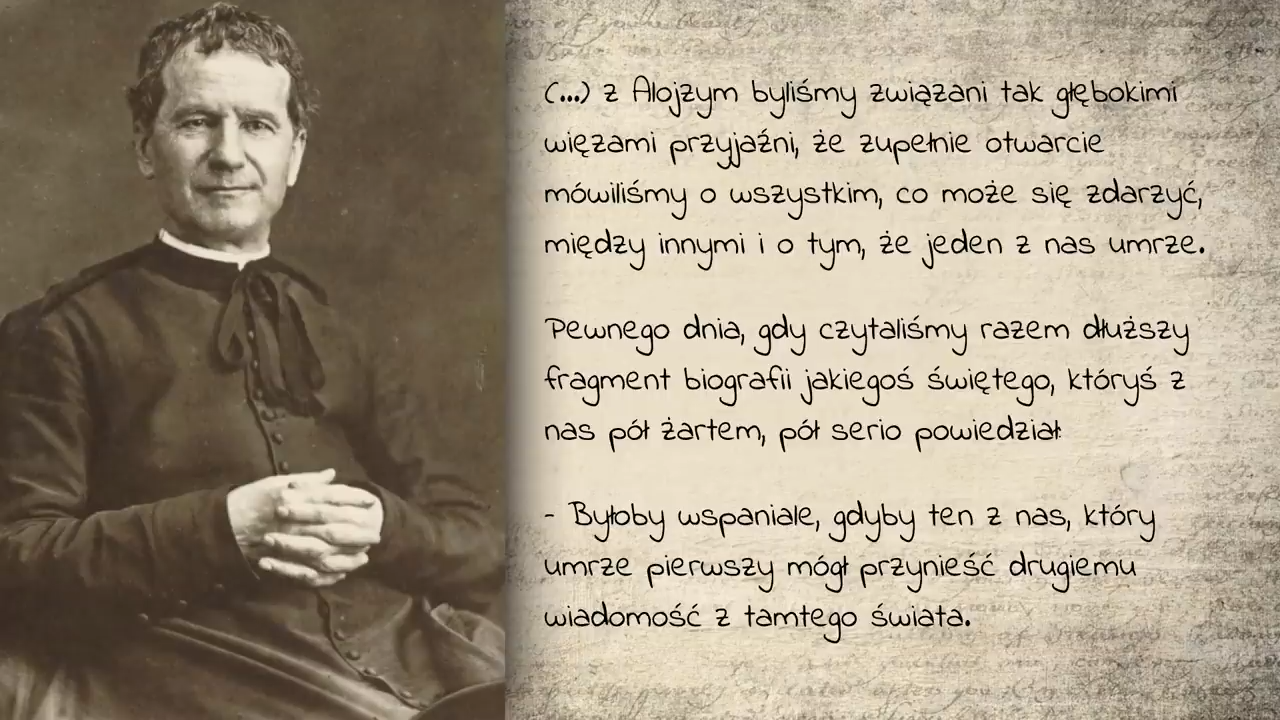 (...) z Alojzym byliśmy związani tak głębokimi
więzami przyjaźni, że zupełnie otwarcie
mówiliśmy o wszystkim, co może się zdarzyć,
między innymi i o tym, że jeden z nas umrze.
Pewnego dnia, gdy czytaliśmy razem dłuższy
fragment biografii jakiegoś świętego, któryś z
nas pół żartem, pół serio powiedział:
- Byłoby wspaniale, gdyby ten z nas, który
umrze pierwszy mógł przynieść drugiemu
wiadomość z tamtego świata.